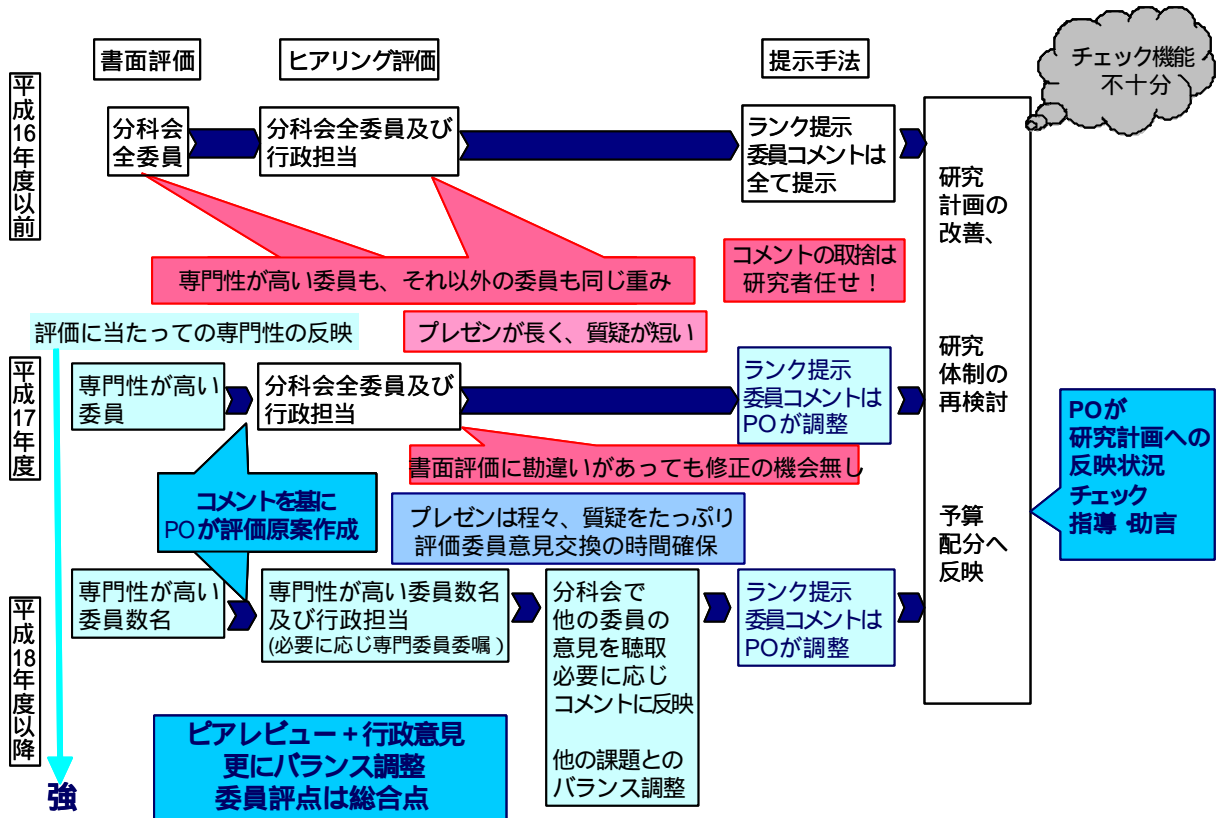 書面評価
ヒアリング評価
提示手法
チェック機能
不十分
平成16年度以前
分科会
全委員
分科会全委員及び
行政担当
ランク提示
委員コメントは
全て提示
研究
計画の
改善、
研究
体制の
再検討
予算
配分へ
反映
専門性が高い委員も、それ以外の委員も同じ重み
コメントの取捨は
研究者任せ！
評価に当たっての専門性の反映
プレゼンが長く、質疑が短い
平成17年度
専門性が高い
委員
分科会全委員及び
行政担当
ランク提示
委員コメントは
POが調整
POが
研究計画への
反映状況
チェック
指導・助言
書面評価に勘違いがあっても修正の機会無し
コメントを基に
POが評価原案作成
プレゼンは程々、質疑をたっぷり
評価委員意見交換の時間確保
平成18年度以降
専門性が高い
委員数名
専門性が高い委員数名
及び行政担当
(必要に応じ専門委員委嘱)
分科会で
他の委員の
意見を聴取
必要に応じ
コメントに反映
他の課題との
バランス調整
ランク提示
委員コメントは
POが調整
ピアレビュー＋行政意見
更にバランス調整
委員評点は総合点
強